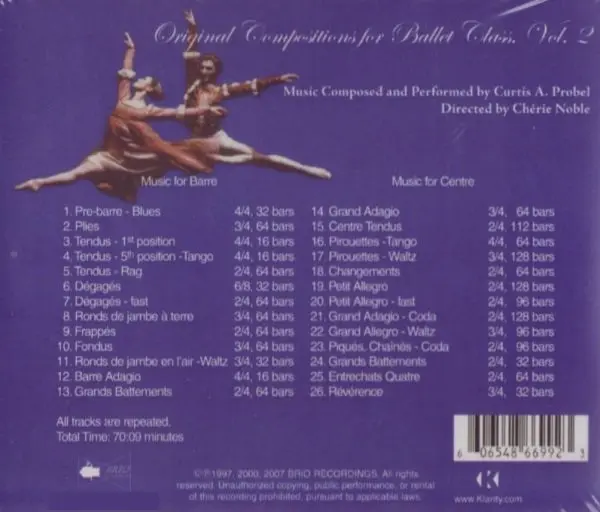 Original Compositions for Ballet Class, Vol. 2
Music Composed and Performed by Curtis A. Probel
Directed by Chérie Noble
Music for Barre
1. Pre-barre - Blues 4/4, 32 bars
2. Plies 3/4, 64 bars
3. Tendus - 1st position 4/4, 16 bars
4. Tendus - 5th position -Tango 4/4, 16 bars
5. Tendus - Rag 2/4, 64 bars
6. Dégagés 6/8, 32 bars
7. Dégagés - fast 2/4, 64 bars
8. Ronds de jambe à terre 3/4, 64 bars
9. Frappés 2/4, 64 bars
10. Fondus 3/4, 64 bars
11. Ronds de jambe en l'air -Waltz 3/4, 32 bars
12. Barre Adagio 4/4, 16 bars
13. Grands Battements 2/4, 64 bars
Music for Centre
14. Grand Adagio 3/4, 64 bars
15. Centre Tendus 2/4, 112 bars
16. Pirouettes -Tango 4/4, 64 bars
17. Pirouettes - Waltz 3/4, 128 bars
18. Changements 2/4, 64 bars
19. Petit Allegro 2/4, 128 bars
20. Petit Allegro - fast 2/4, 96 bars
21. Grand Adagio - Coda 2/4, 128 bars
22. Grand Allegro - Waltz 3/4, 96 bars
23. Piqués, Chaînés - Coda 2/4, 96 bars
24. Grands Battements 2/4, 32 bars
25. Entrechats Quatre 2/4, 64 bars
26. Révérence 3/4, 32 bars
All tracks are repeated.
Total Time: 70:09 minutes
©℗1997, 2000, 2007 BRIO RECORDINGS. All rights
reserved. Unauthorized copying, public performance, or rental
of this recording prohibited, pursuant to applicable laws.
6 06548 66992 3
K
www.Klarity.com